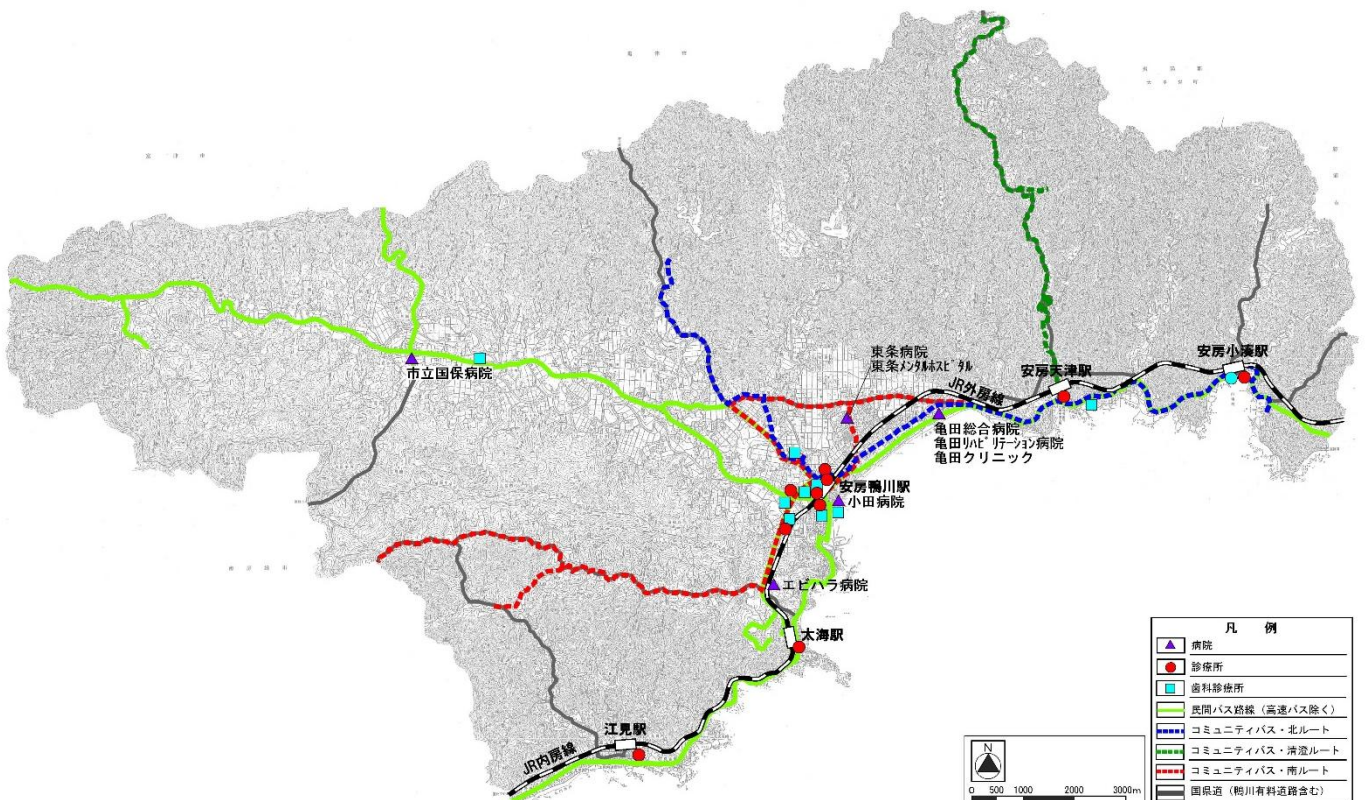 市立国保病院
東条病院
東条メンタルホスピタル
安房天津駅
安房小湊駅
JR外房線
亀田総合病院
亀田リハビリテーション病院
亀田クリニック
安房鴨川駅
小田病院
エビハラ病院
太海駅
江見駅
JR内房線
N
0 500 1000 2000 3000m
凡 例
病院
診療所
歯科診療所
民間バス路線(高速バス除く)
コミュニティバス・北ルート
コミュニティバス・清澄ルート
コミュニティバス・南ルート
国県道(鴨川有料道路含む)